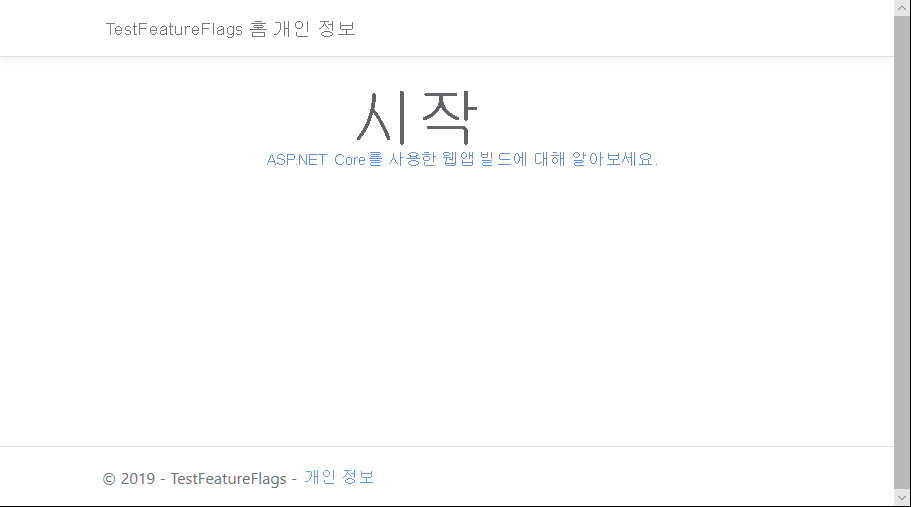 TestFeatureFlags 홈 개인 정보
시작
ASP.NET Core를 사용한 웹앱 빌드에 대해 알아보세요.
© 2019 - TestFeatureFlags - 개인 정보